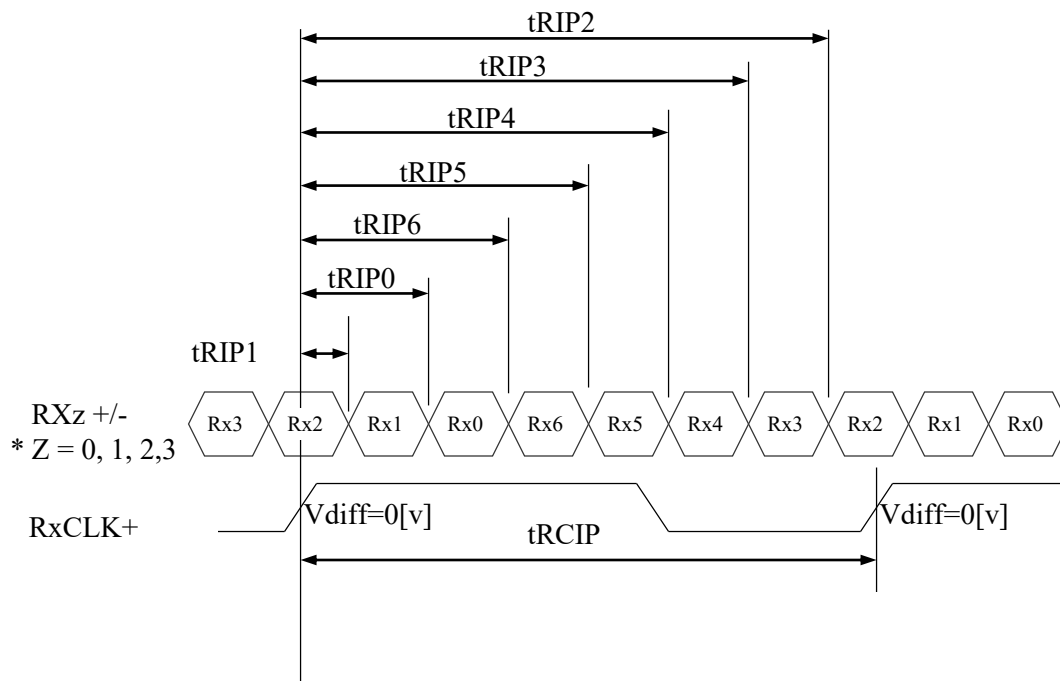 tRIP2
tRIP3
tRIP4
tRIP5
tRIP6
tRIP0
tRIP1
RXz +/-
* Z = 0, 1, 2,3
Rx3 Rx2 Rx1 Rx0 Rx6 Rx5 Rx4 Rx3 Rx2 Rx1 Rx0
RxCLK+
Vdiff=0[v] Vdiff=0[v]
tRCIP